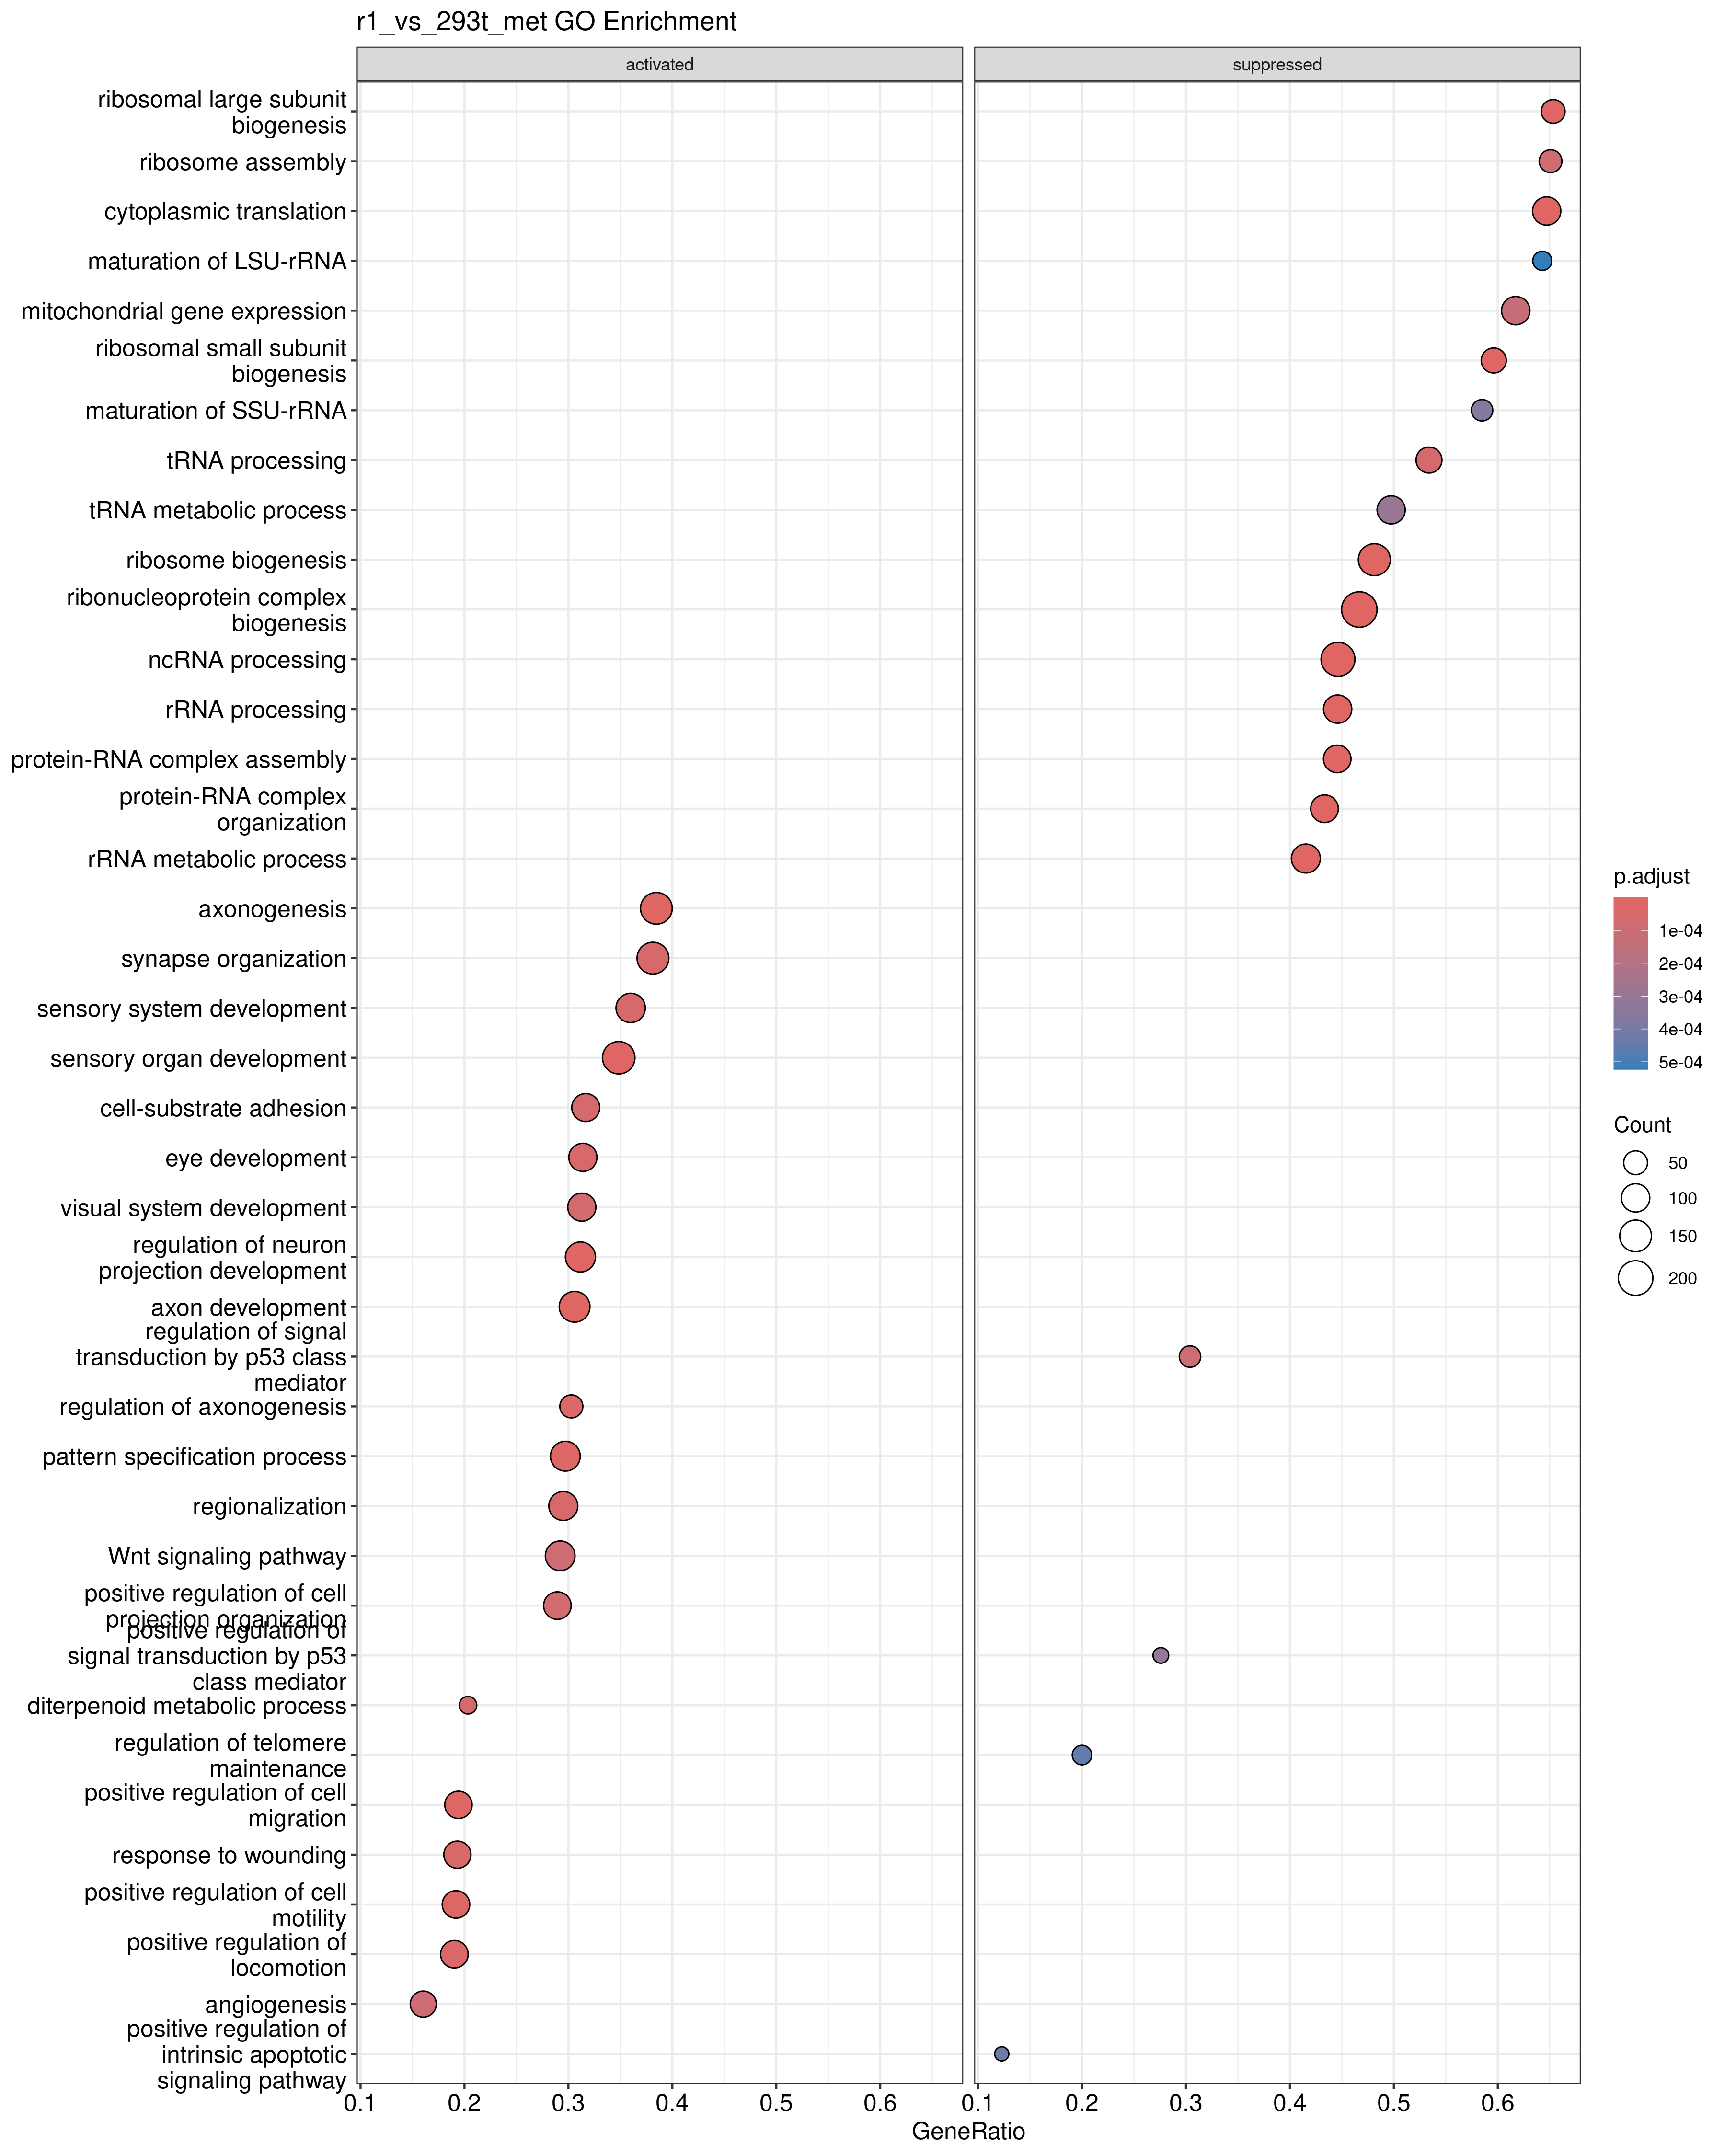 r1_vs_293t_met GO Enrichment
activated
suppressed
ribosomal large subunit
biogenesis
ribosome assembly
cytoplasmic translation
maturation of LSU-rRNA
mitochondrial gene expression
ribosomal small subunit
biogenesis
maturation of SSU-rRNA
tRNA processing
tRNA metabolic process
ribosome biogenesis
ribonucleoprotein complex
biogenesis
ncRNA processing
rRNA processing
protein-RNA complex assembly
protein-RNA complex
organization
rRNA metabolic process
axonogenesis
synapse organization
sensory system development
sensory organ development
cell-substrate adhesion
eye development
visual system development
regulation of neuron
projection development
axon development
regulation of signal
transduction by p53 class
mediator
regulation of axonogenesis
pattern specification process
regionalization
Wnt signaling pathway
positive regulation of cell
projection organization
positive regulation of
signal transduction by p53
class mediator
diterpenoid metabolic process
regulation of telomere
maintenance
positive regulation of cell
migration
response to wounding
positive regulation of cell
motility
positive regulation of
locomotion
angiogenesis
positive regulation of
intrinsic apoptotic
signaling pathway
0.1 0.2 0.3 0.4 0.5 0.6
0.1 0.2 0.3 0.4 0.5 0.6
GeneRatio
p.adjust
1e-04
2e-04
3e-04
4e-04
5e-04
Count
50
100
150
200